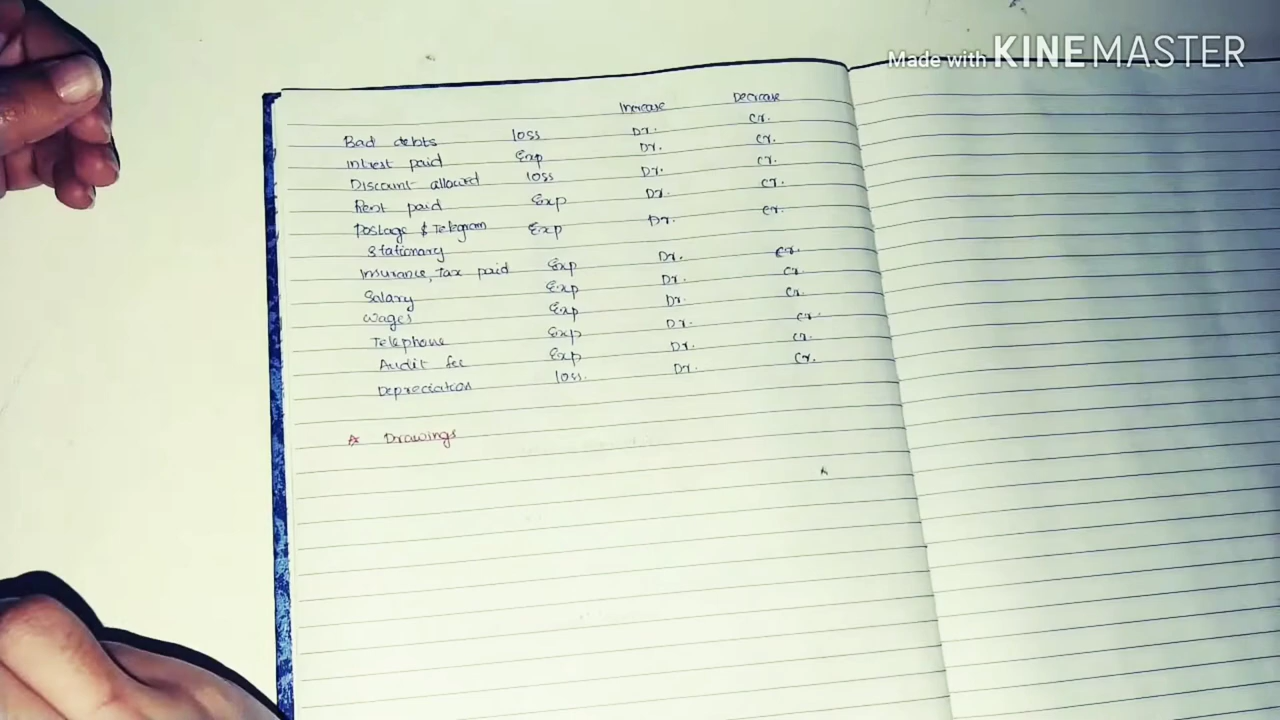 Made with KINEMASTER
Increase Decrease
Bad debts loss Dr. Cr.
Intrest paid Exp Dr. Cr.
Discount allowed loss Dr. Cr.
Rent paid Exp Dr. Cr.
Postage & Telegram Exp Dr. Cr.
Stationary
Insurance, tax paid Exp Dr. Cr.
Salary Exp Dr. Cr.
Wages Exp Dr. Cr.
Telephone Exp Dr. Cr.
Audit fee Exp Dr. Cr.
Depreciation loss. Dr. Cr.
* Drawings